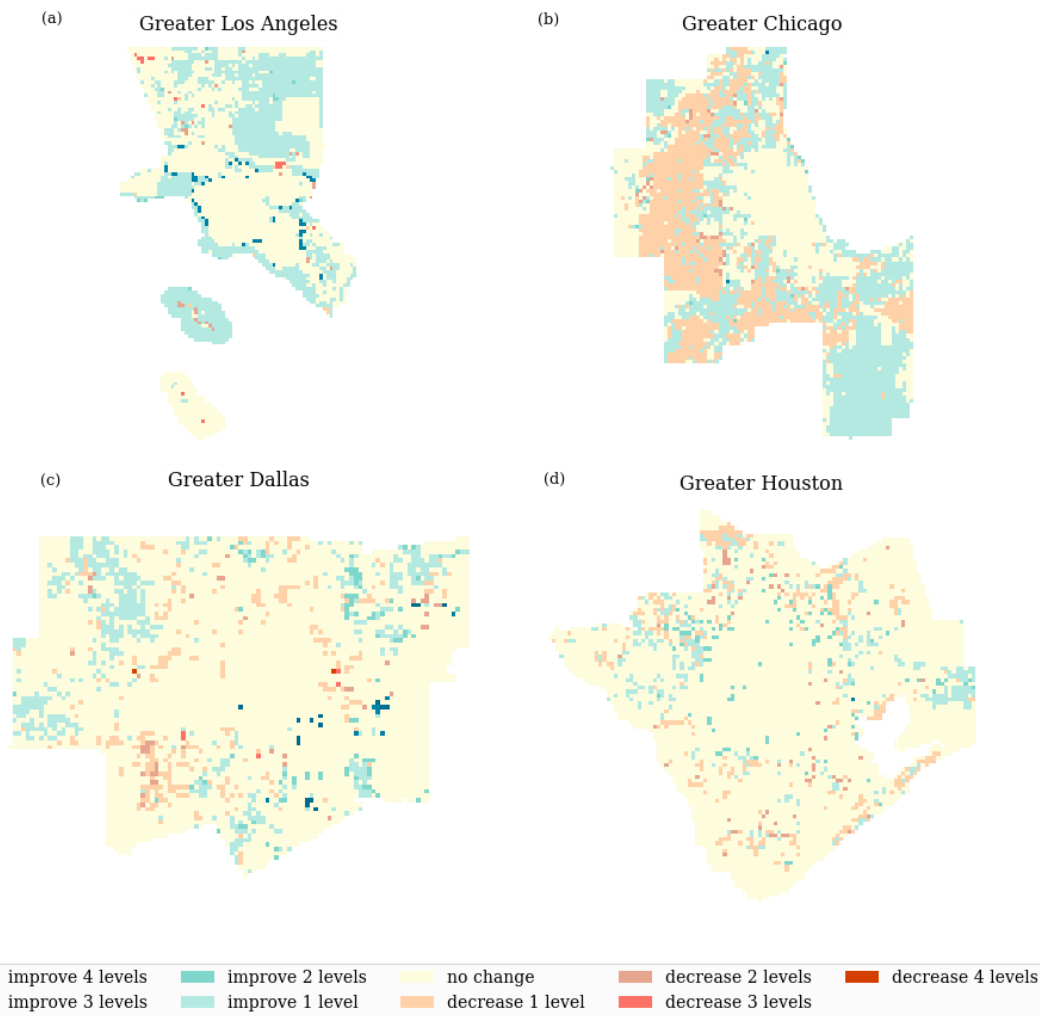 (a)
Greater Los Angeles
(b)
Greater Chicago
(c)
Greater Dallas
(d)
Greater Houston
improve 4 levels
improve 2 levels
no change
decrease 2 levels
decrease 4 levels
improve 3 levels
improve 1 level
decrease 1 level
decrease 3 levels